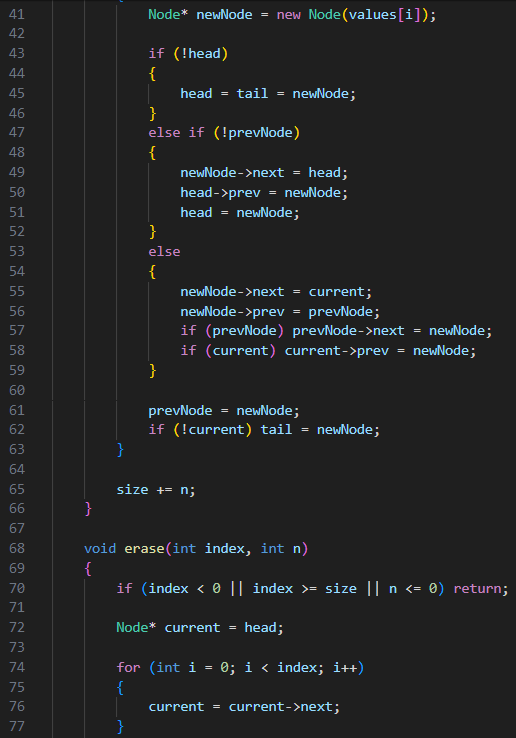 41 Node* newNode = new Node(values[i]);
42
43 if (!head)
44 {
45 head = tail = newNode;
46 }
47 else if (!prevNode)
48 {
49 newNode->next = head;
50 head->prev = newNode;
51 head = newNode;
52 }
53 else
54 {
55 newNode->next = current;
56 newNode->prev = prevNode;
57 if (prevNode) prevNode->next = newNode;
58 if (current) current->prev = newNode;
59 }
60
61 prevNode = newNode;
62 if (!current) tail = newNode;
63 }
64
65 size += n;
66 }
67
68 void erase(int index, int n)
69 {
70 if (index < 0 || index >= size || n <= 0) return;
71
72 Node* current = head;
73
74 for (int i = 0; i < index; i++)
75 {
76 current = current->next;
77 }